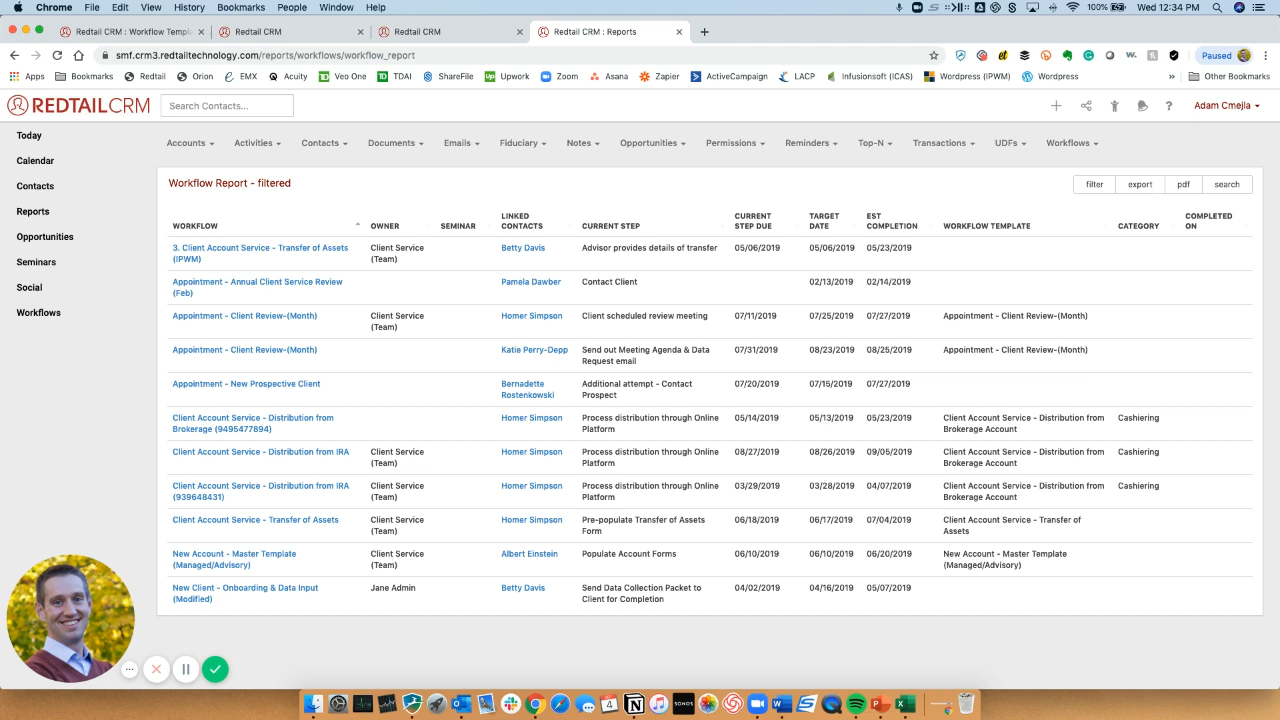 Chrome File Edit View History Bookmarks People Window Help
100% Wed 12:34 PM
Redtail CRM : Workflow Templ Redtail CRM Redtail CRM Redtail CRM : Reports
smf.crm3.redtailtechnology.com/reports/workflows/workflow_report
Paused
Apps Bookmarks Redtail Orion EMX Acuity Veo One TDAI ShareFile Upwork Zoom Asana Zapier ActiveCampaign LACP Infusionsoft (ICAS) Wordpress (IPWM) Wordpress » Other Bookmarks
REDTAILCRM
Search Contacts...
Adam Cmejla
Today
Calendar
Contacts
Reports
Opportunities
Seminars
Social
Workflows
Accounts Activities Contacts Documents Emails Fiduciary Notes Opportunities Permissions Reminders Top-N Transactions UDFs Workflows
Workflow Report - filtered
filter export pdf search
WORKFLOW OWNER SEMINAR LINKED CONTACTS CURRENT STEP CURRENT STEP DUE TARGET DATE EST COMPLETION WORKFLOW TEMPLATE CATEGORY COMPLETED ON
3. Client Account Service - Transfer of Assets (IPWM) Client Service (Team) Betty Davis Advisor provides details of transfer 05/06/2019 05/06/2019 05/23/2019
Appointment - Annual Client Service Review (Feb) Pamela Dawber Contact Client 02/13/2019 02/14/2019
Appointment - Client Review-(Month) Client Service (Team) Homer Simpson Client scheduled review meeting 07/11/2019 07/25/2019 07/27/2019 Appointment - Client Review-(Month)
Appointment - Client Review-(Month) Katie Perry-Depp Send out Meeting Agenda & Data Request email 07/31/2019 08/23/2019 08/25/2019 Appointment - Client Review-(Month)
Appointment - New Prospective Client Bernadette Rostenkowski Additional attempt - Contact Prospect 07/20/2019 07/15/2019 07/27/2019
Client Account Service - Distribution from Brokerage (9495477894) Homer Simpson Process distribution through Online Platform 05/14/2019 05/13/2019 05/23/2019 Client Account Service - Distribution from Brokerage Account Cashiering
Client Account Service - Distribution from IRA Client Service (Team) Homer Simpson Process distribution through Online Platform 08/27/2019 08/26/2019 09/05/2019 Client Account Service - Distribution from Brokerage Account Cashiering
Client Account Service - Distribution from IRA (939648431) Client Service (Team) Homer Simpson Process distribution through Online Platform 03/29/2019 03/28/2019 04/07/2019 Client Account Service - Distribution from Brokerage Account Cashiering
Client Account Service - Transfer of Assets Client Service (Team) Homer Simpson Pre-populate Transfer of Assets Form 06/18/2019 06/17/2019 07/04/2019 Client Account Service - Transfer of Assets
New Account - Master Template (Managed/Advisory) Client Service (Team) Albert Einstein Populate Account Forms 06/10/2019 06/10/2019 06/20/2019 New Account - Master Template (Managed/Advisory)
New Client - Onboarding & Data Input (Modified) Jane Admin Betty Davis Send Data Collection Packet to Client for Completion 04/02/2019 04/16/2019 05/07/2019
SONOS